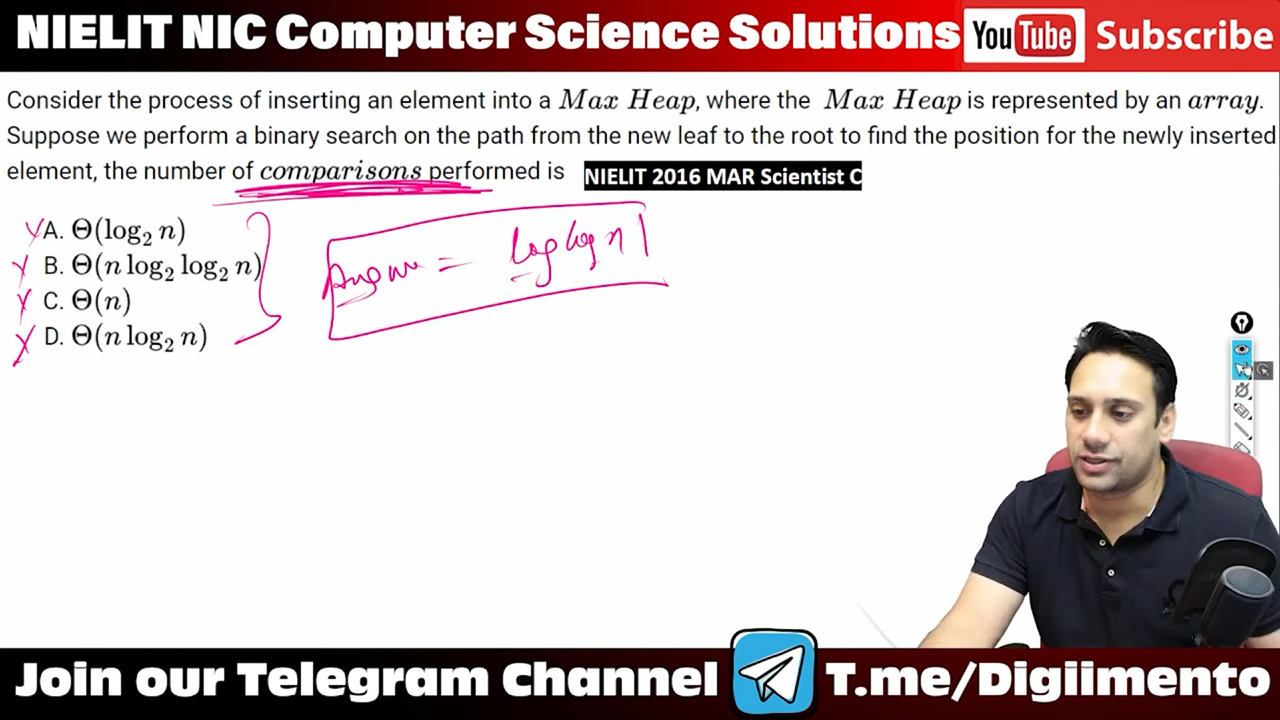 NIELIT NIC Computer Science Solutions YouTube Subscribe
Consider the process of inserting an element into a Max Heap, where the Max Heap is represented by an array.
Suppose we perform a binary search on the path from the new leaf to the root to find the position for the newly inserted
element, the number of comparisons performed is NIELIT 2016 MAR Scientist C
A. Θ(log₂ n)
B. Θ(n log₂ log₂ n)
C. Θ(n)
D. Θ(n log₂ n)
Answer = log log n
Join our Telegram Channel T.me/Digiimento